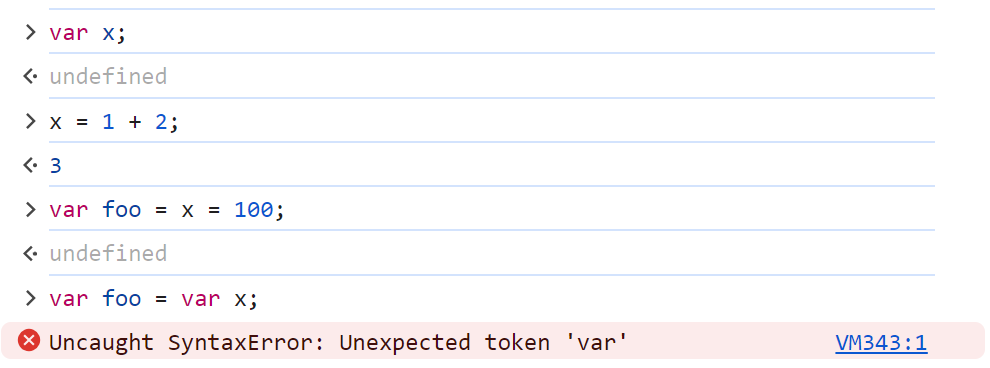 var x;
undefined
x = 1 + 2;
3
var foo = x = 100;
undefined
var foo = var x;
Uncaught SyntaxError: Unexpected token 'var' VM343:1